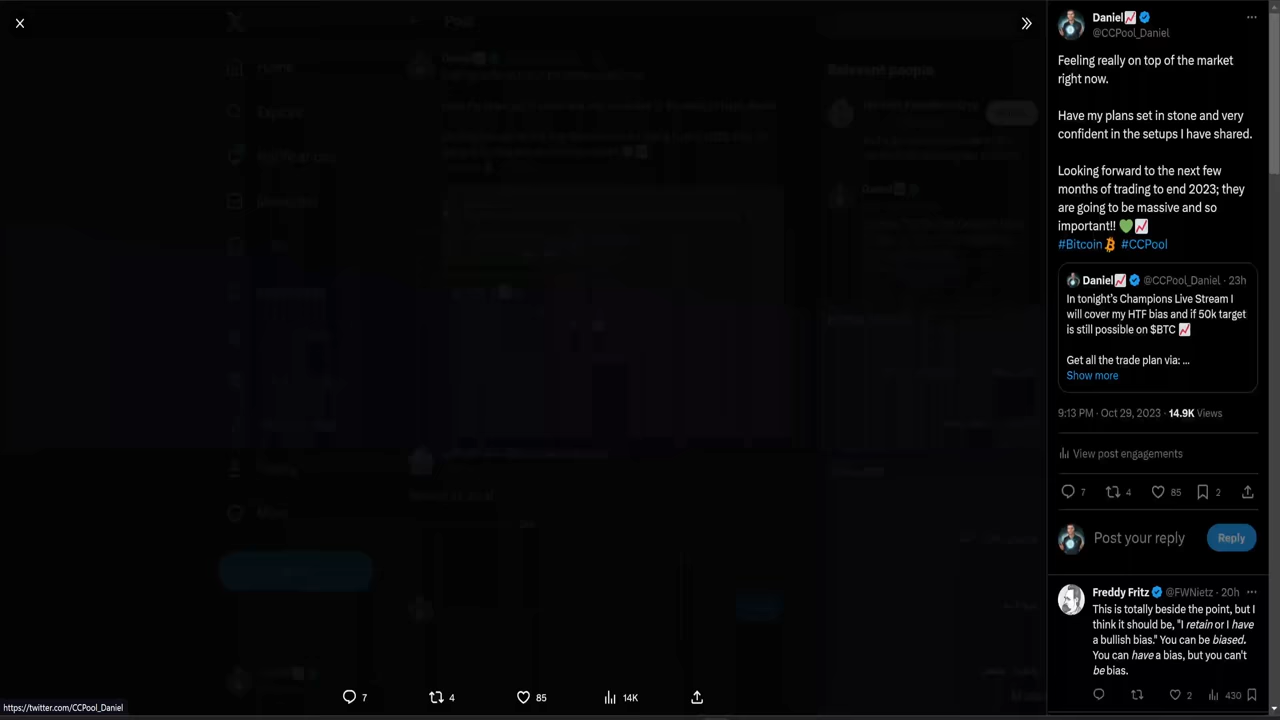 Daniel📈
@CCPool_Daniel
Feeling really on top of the market
right now.
Have my plans set in stone and very
confident in the setups I have shared.
Looking forward to the next few
months of trading to end 2023; they
are going to be massive and so
important!! 💚📈
#Bitcoin #CCPool
Daniel📈 @CCPool_Daniel · 23h
In tonight's Champions Live Stream I
will cover my HTF bias and if 50k target
is still possible on $BTC 📈
Get all the trade plan via: ...
Show more
9:13 PM · Oct 29, 2023 · 14.9K Views
View post engagements
7 4 85 2
Post your reply Reply
Freddy Fritz @FWNietz · 20h
This is totally beside the point, but I
think it should be, "I retain or I have
a bullish bias." You can be biased.
You can have a bias, but you can't
be bias.
2 430
7 4 85 14K
https://twitter.com/CCPool_Daniel